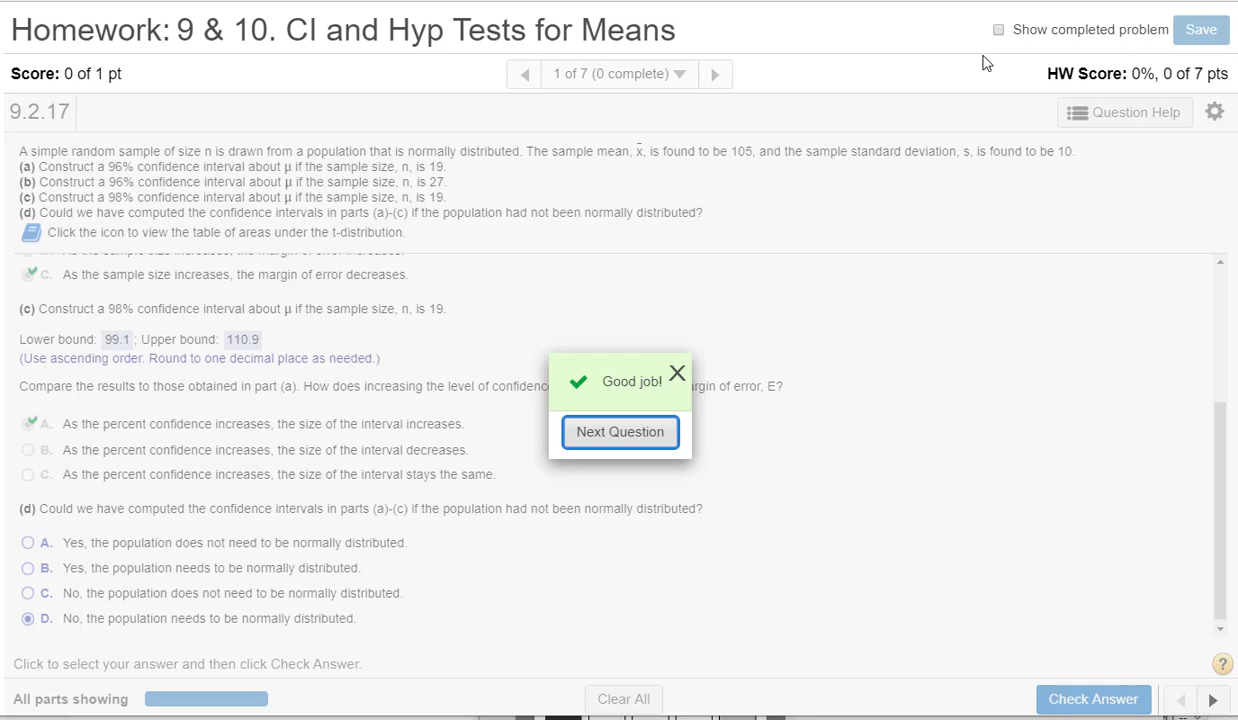 Homework: 9 & 10. CI and Hyp Tests for Means
Show completed problem
Save
Score: 0 of 1 pt
1 of 7 (0 complete)
HW Score: 0%, 0 of 7 pts
9.2.17
Question Help
A simple random sample of size n is drawn from a population that is normally distributed. The sample mean, x̄, is found to be 105, and the sample standard deviation, s, is found to be 10.
(a) Construct a 96% confidence interval about μ if the sample size, n, is 19.
(b) Construct a 96% confidence interval about μ if the sample size, n, is 27.
(c) Construct a 98% confidence interval about μ if the sample size, n, is 19.
(d) Could we have computed the confidence intervals in parts (a)-(c) if the population had not been normally distributed?
Click the icon to view the table of areas under the t-distribution.
C. As the sample size increases, the margin of error decreases.
(c) Construct a 98% confidence interval about μ if the sample size, n, is 19.
Lower bound: 99.1 ; Upper bound: 110.9
(Use ascending order. Round to one decimal place as needed.)
Compare the results to those obtained in part (a). How does increasing the level of confidence
rgin of error, E?
Good job!
Next Question
A. As the percent confidence increases, the size of the interval increases.
B. As the percent confidence increases, the size of the interval decreases.
C. As the percent confidence increases, the size of the interval stays the same.
(d) Could we have computed the confidence intervals in parts (a)-(c) if the population had not been normally distributed?
A. Yes, the population does not need to be normally distributed.
B. Yes, the population needs to be normally distributed.
C. No, the population does not need to be normally distributed.
D. No, the population needs to be normally distributed.
Click to select your answer and then click Check Answer.
?
All parts showing
Clear All
Check Answer